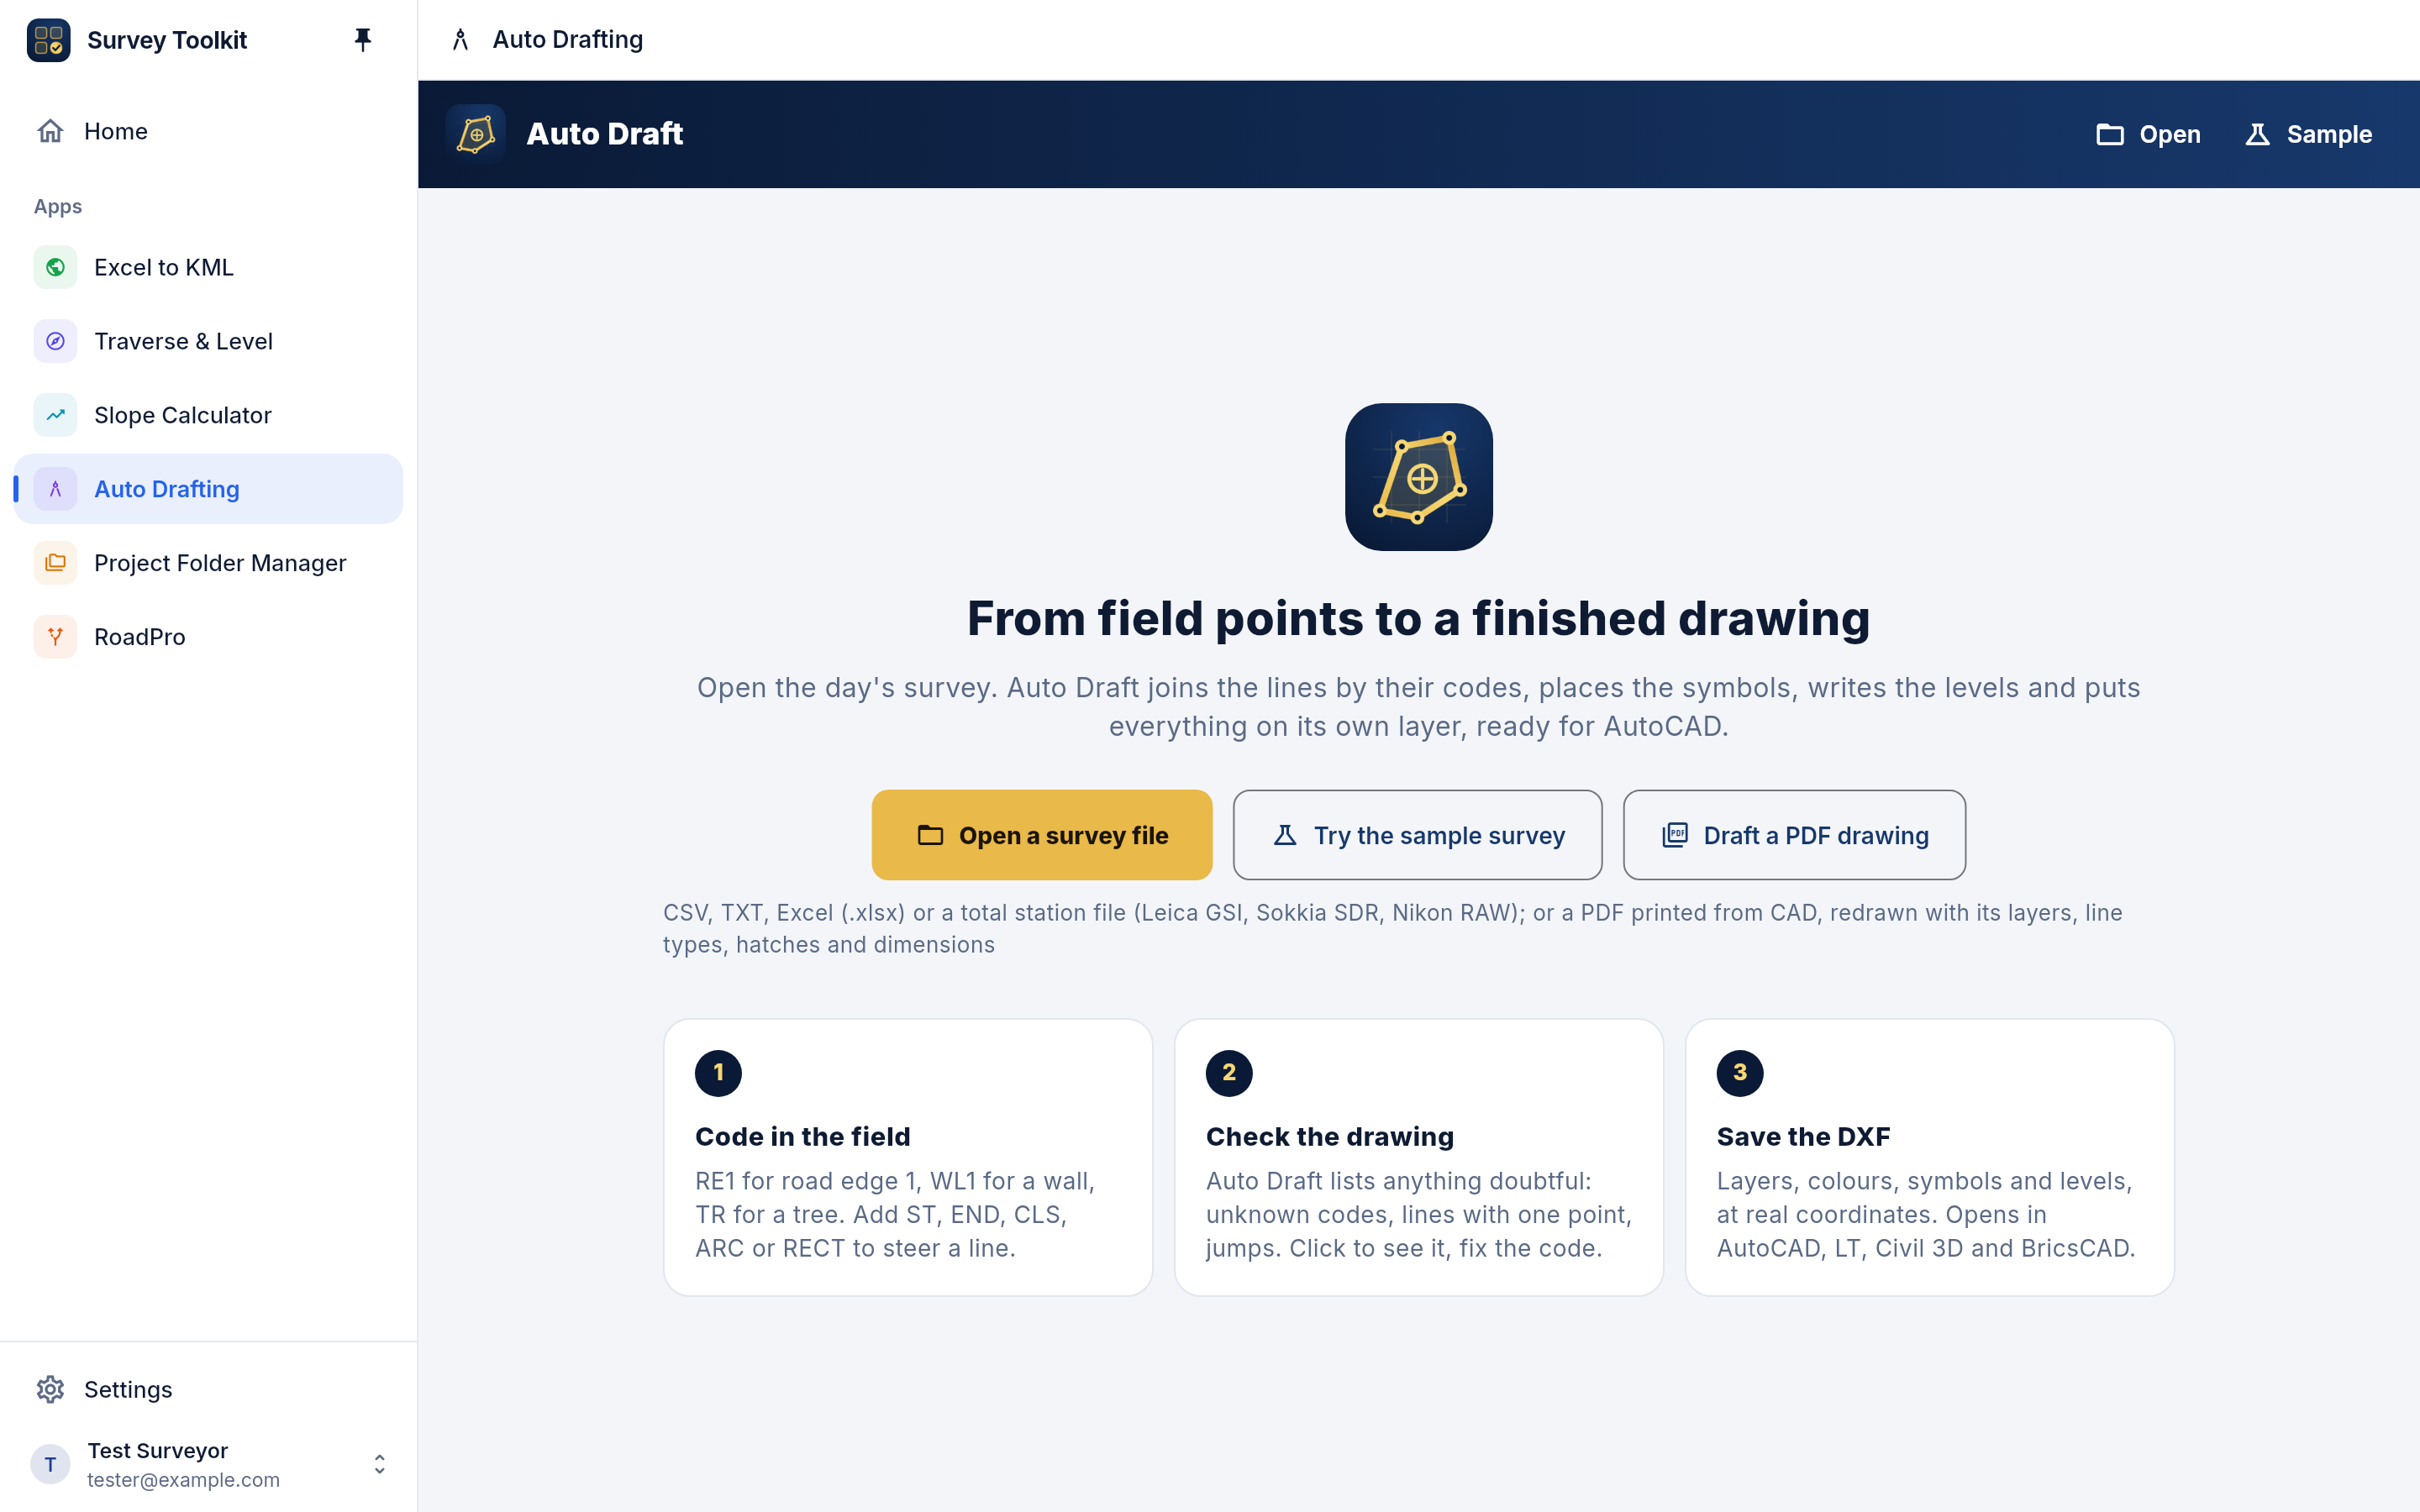 Survey Toolkit
Home
Apps
Excel to KML
Traverse & Level
Slope Calculator
Auto Drafting
Project Folder Manager
RoadPro
Settings
T
Test Surveyor
tester@example.com
Auto Drafting
Auto Draft
Open
Sample
From field points to a finished drawing
Open the day's survey. Auto Draft joins the lines by their codes, places the symbols, writes the levels and puts
everything on its own layer, ready for AutoCAD.
Open a survey file
Try the sample survey
PDF
Draft a PDF drawing
CSV, TXT, Excel (.xlsx) or a total station file (Leica GSI, Sokkia SDR, Nikon RAW); or a PDF printed from CAD, redrawn with its layers, line
types, hatches and dimensions
1
Code in the field
RE1 for road edge 1, WL1 for a wall,
TR for a tree. Add ST, END, CLS,
ARC or RECT to steer a line.
2
Check the drawing
Auto Draft lists anything doubtful:
unknown codes, lines with one point,
jumps. Click to see it, fix the code.
3
Save the DXF
Layers, colours, symbols and levels,
at real coordinates. Opens in
AutoCAD, LT, Civil 3D and BricsCAD.